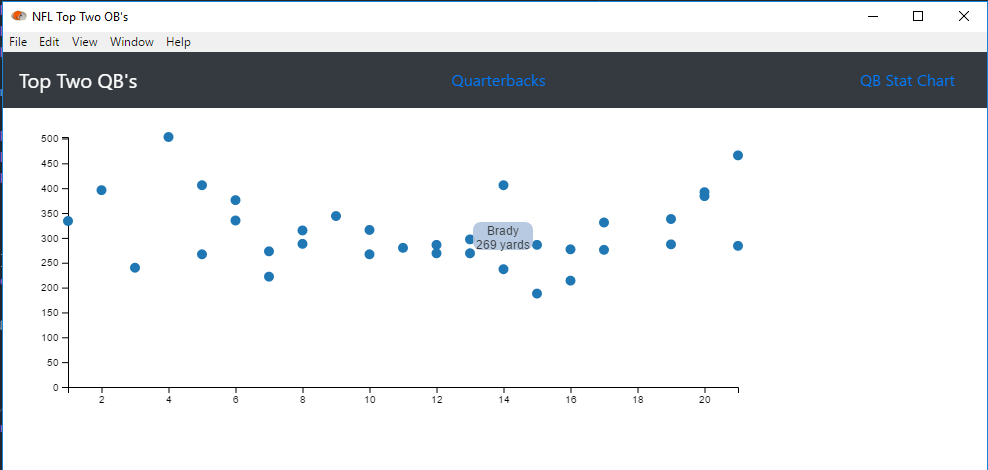 NFL Top Two OB's
File Edit View Window Help
Top Two QB's Quarterbacks QB Stat Chart
500
450
400
350
300
250
200
150
100
50
0
Brady
269 yards
2 4 6 8 10 12 14 16 18 20